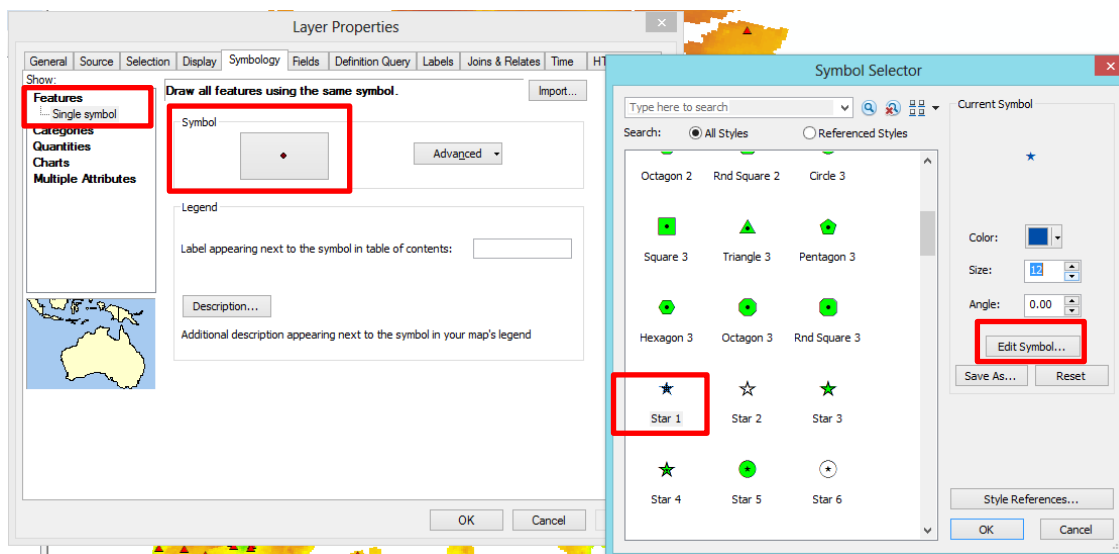 Layer Properties
General Source Selection Display Symbology Fields Definition Query Labels Joins & Relates Time HT
Show:
Features
Single symbol
Categories
Quantities
Charts
Multiple Attributes
Draw all features using the same symbol.
Import...
Symbol
Advanced
Legend
Label appearing next to the symbol in table of contents:
Description...
Additional description appearing next to the symbol in your map's legend
OK Cancel
Symbol Selector
Type here to search
Search: All Styles Referenced Styles
Octagon 2 Rnd Square 2 Circle 3
Square 3 Triangle 3 Pentagon 3
Hexagon 3 Octagon 3 Rnd Square 3
Star 1 Star 2 Star 3
Star 4 Star 5 Star 6
Current Symbol
Color:
Size: 12
Angle: 0.00
Edit Symbol...
Save As... Reset
Style References...
OK Cancel